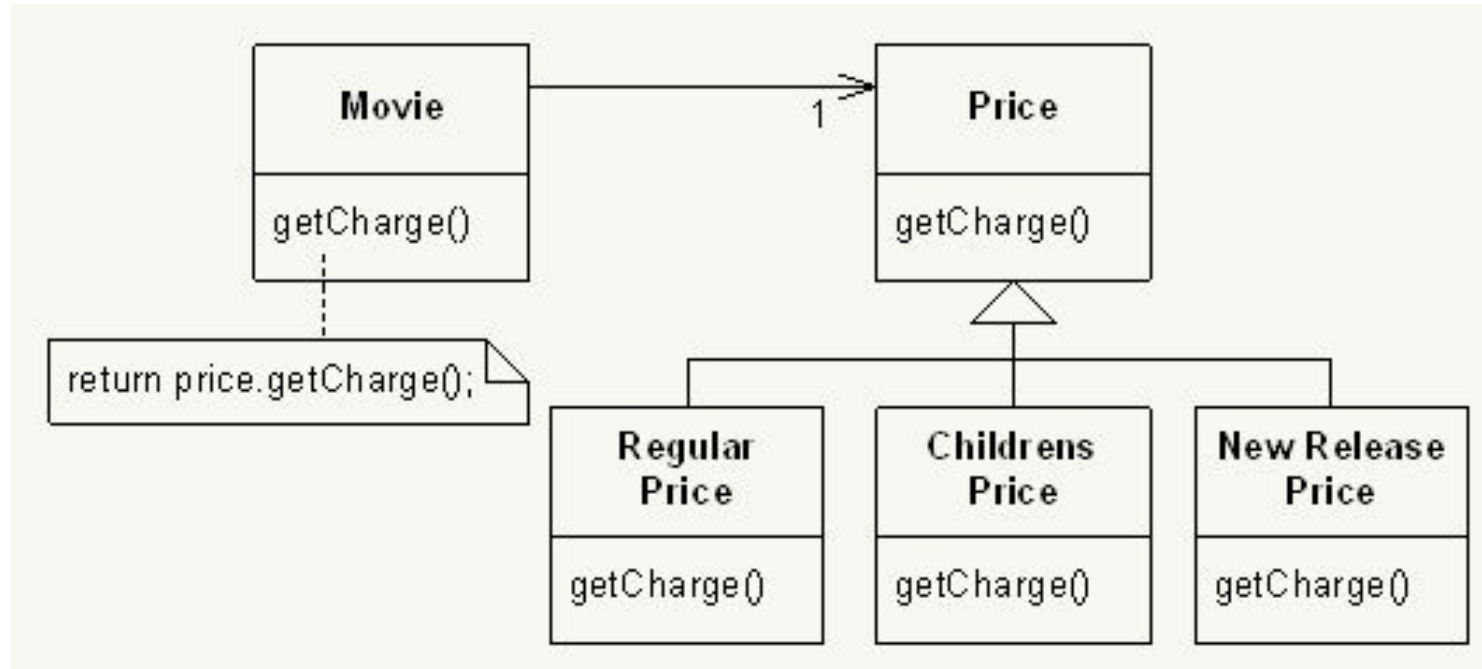 Movie
getCharge()
return price.getCharge();
1
Price
getCharge()
Regular
Price
getCharge()
Childrens
Price
getCharge()
New Release
Price
getCharge()